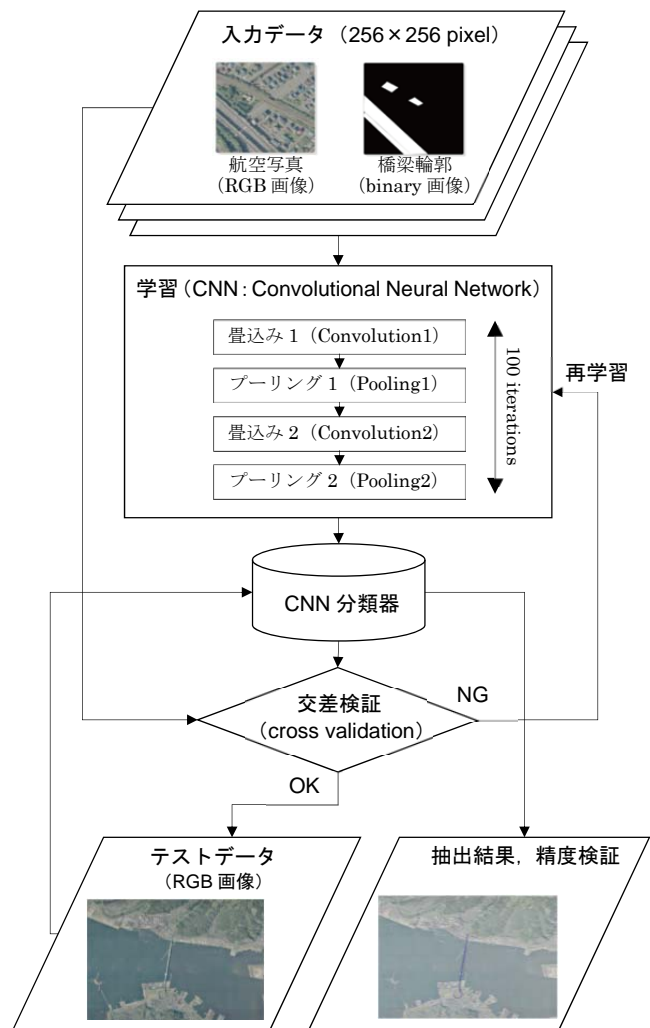 入力データ（256×256 pixel）
航空写真
（RGB 画像）
橋梁輪郭
（binary 画像）
学習（CNN：Convolutional Neural Network）
畳込み 1（Convolution1）
プーリング 1（Pooling1）
畳込み 2（Convolution2）
プーリング 2（Pooling2）
100 iterations
再学習
CNN 分類器
交差検証
（cross validation）
NG
OK
テストデータ
（RGB 画像）
抽出結果，精度検証